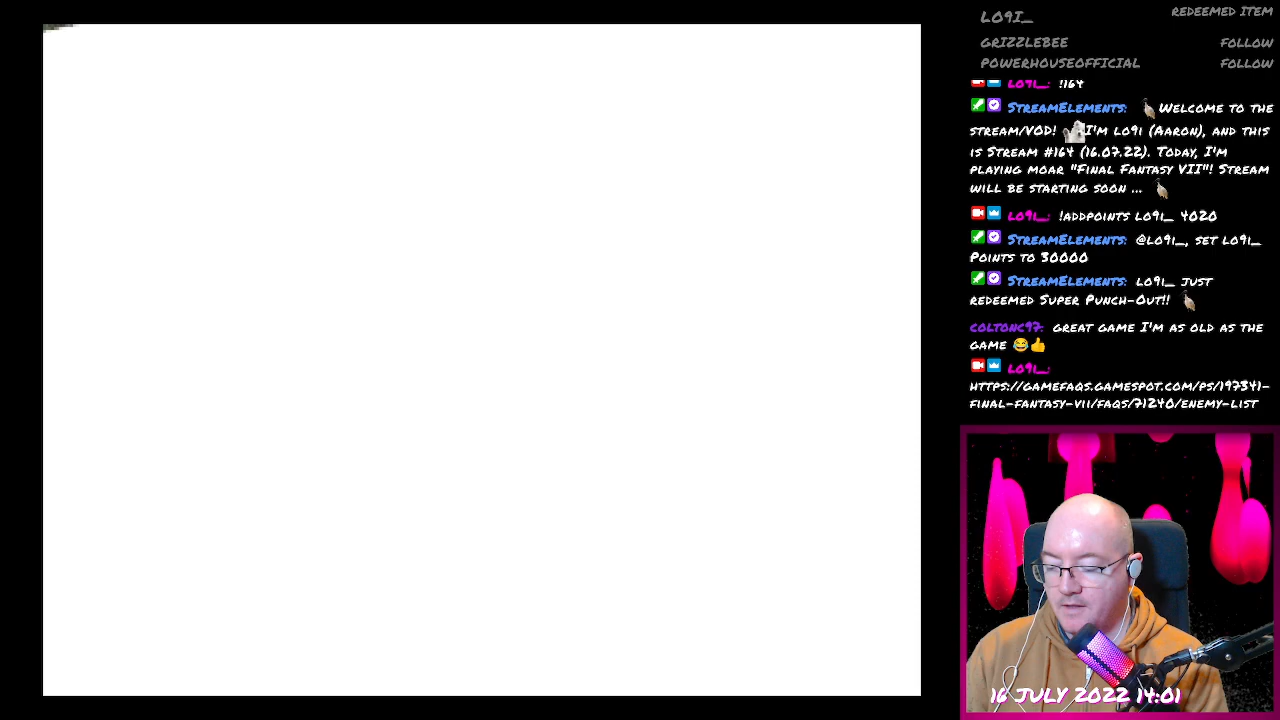 LO9I_ REDEEMED ITEM
GRIZZLEBEE FOLLOW
POWERHOUSEOFFICIAL FOLLOW
LO9I_: !164
STREAMELEMENTS: WELCOME TO THE
STREAM/VOD! I'M LO9I (AARON), AND THIS
IS STREAM #164 (16.07.22). TODAY, I'M
PLAYING MOAR "FINAL FANTASY VII"! STREAM
WILL BE STARTING SOON ...
LO9I_: !ADDPOINTS LO9I_ 4020
STREAMELEMENTS: @LO9I_, SET LO9I_
POINTS TO 30000
STREAMELEMENTS: LO9I_ JUST
REDEEMED SUPER PUNCH-OUT!!
COLTONC97: GREAT GAME I'M AS OLD AS THE
GAME 😂👍
LO9I_:
HTTPS://GAMEFAQS.GAMESPOT.COM/PS/197341-
FINAL-FANTASY-VII/FAQS/71240/ENEMY-LIST
16 JULY 2022 14:01